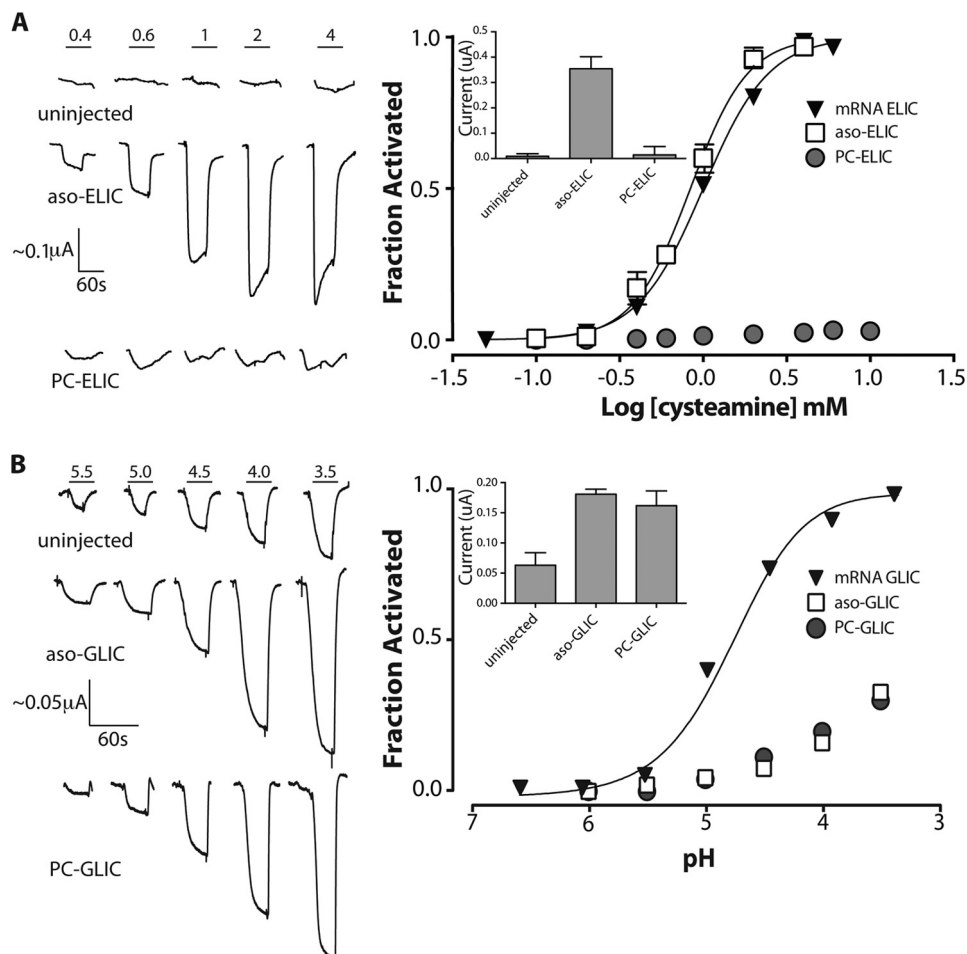 A
0.4 0.6 1 2 4
uninjected
aso-ELIC
~0.1μA
60s
PC-ELIC
Fraction Activated
1.0
0.5
0.0
-1.5 -1.0 -0.5 0.0 0.5 1.0 1.5
Log [cysteamine] mM
Current (uA)
0.5
0.4
0.3
0.2
0.1
0.0
uninjected
aso-ELIC
PC-ELIC
mRNA ELIC
aso-ELIC
PC-ELIC
B
5.5 5.0 4.5 4.0 3.5
uninjected
aso-GLIC
~0.05μA
60s
PC-GLIC
Fraction Activated
1.0
0.5
0.0
7 6 5 4 3
pH
Current (uA)
0.20
0.15
0.10
0.05
0.00
uninjected
aso-GLIC
PC-GLIC
mRNA GLIC
aso-GLIC
PC-GLIC